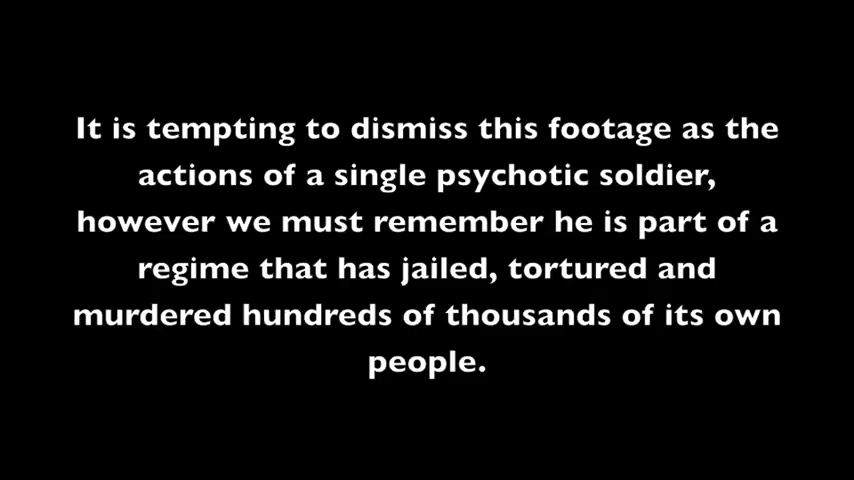 It is tempting to dismiss this footage as the
actions of a single psychotic soldier,
however we must remember he is part of a
regime that has jailed, tortured and
murdered hundreds of thousands of its own
people.